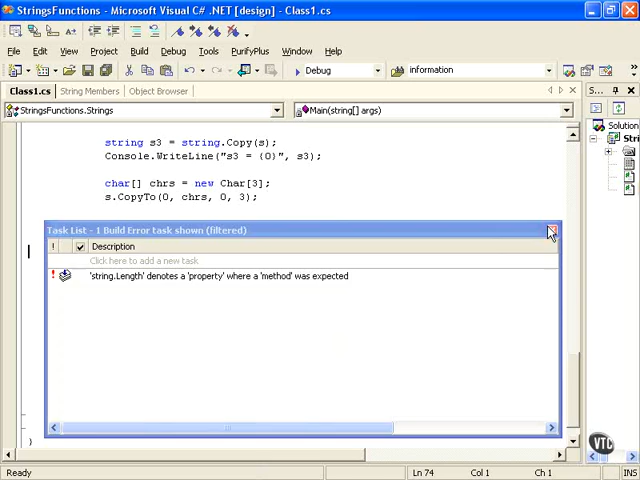 StringsFunctions - Microsoft Visual C# .NET [design] - Class1.cs
File Edit View Project Build Debug Tools PurifyPlus Window Help
Debug information
Class1.cs String Members Object Browser
S...
StringsFunctions.Strings Main(string[] args)
Solution
Stri
string s3 = string.Copy(s);
Console.WriteLine("s3 = {0}", s3);
char[] chrs = new Char[3];
s.CopyTo(0, chrs, 0, 3);
Task List - 1 Build Error task shown (filtered)
! Description
Click here to add a new task
! 'string.Length' denotes a 'property' where a 'method' was expected
}
VTC
Ready Ln 74 Col 1 Ch 1 INS